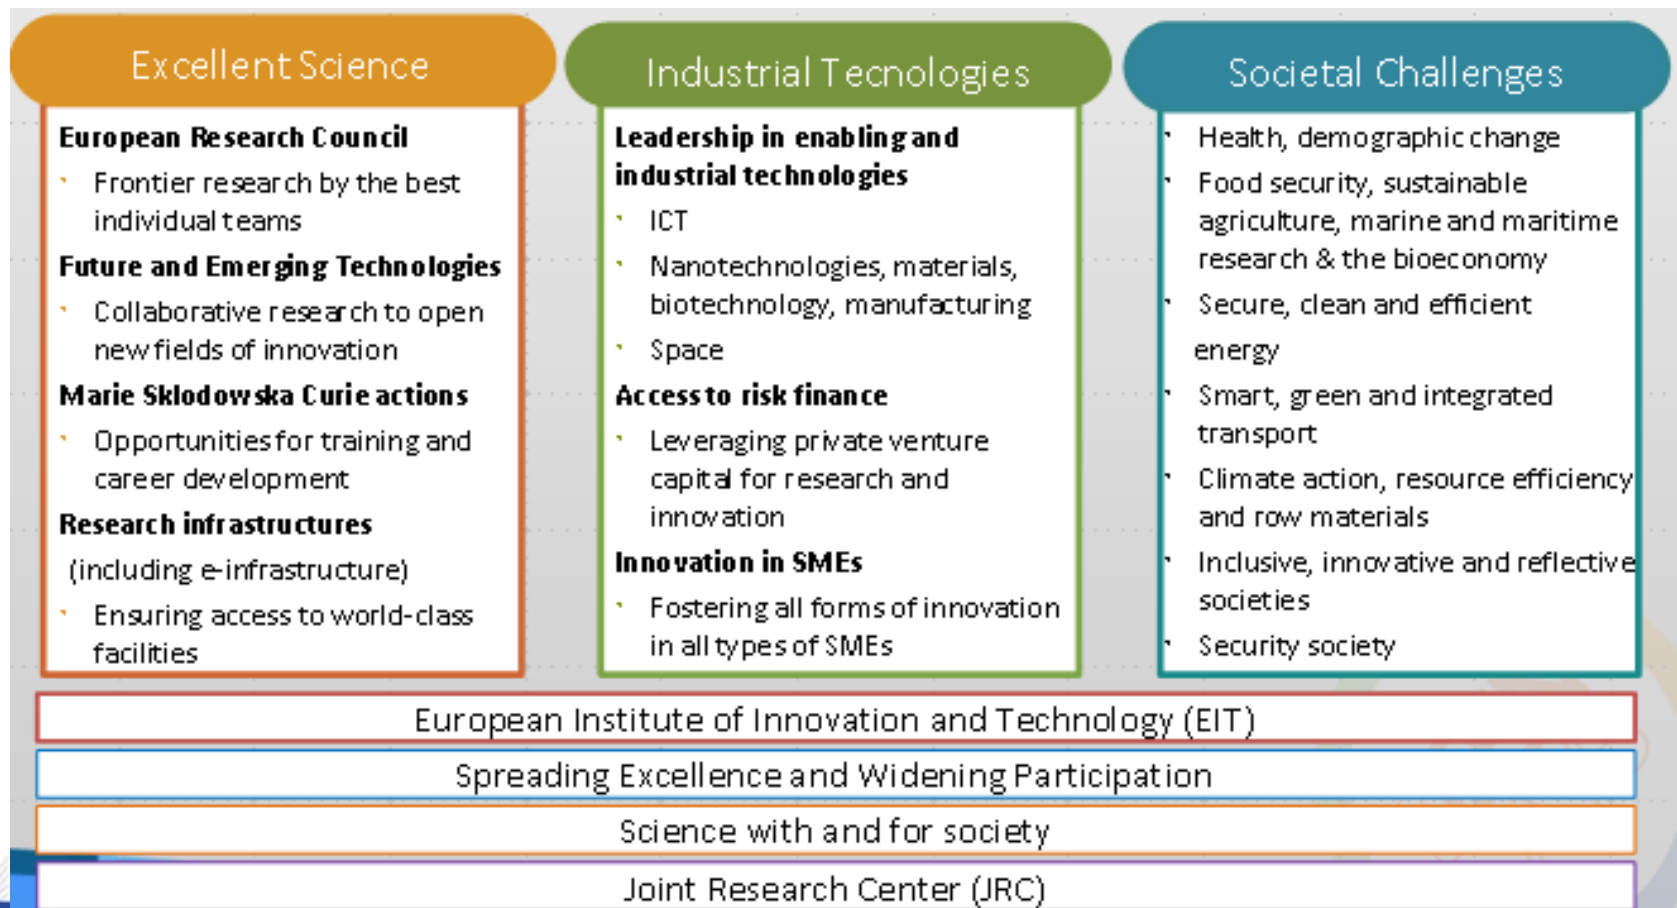 Excellent Science
European Research Council
Frontier research by the best
individual teams
Future and Emerging Technologies
Collaborative research to open
new fields of innovation
Marie Sklodowska Curie actions
Opportunities for training and
career development
Research infrastructures
(including e-infrastructure)
Ensuring access to world-class
facilities
Industrial Tecnologies
Leadership in enabling and
industrial technologies
ICT
Nanotechnologies, materials,
biotechnology, manufacturing
Space
Access to risk finance
Leveraging private venture
capital for research and
innovation
Innovation in SMEs
Fostering all forms of innovation
in all types of SMEs
Societal Challenges
Health, demographic change
Food security, sustainable
agriculture, marine and maritime
research & the bioeconomy
Secure, clean and efficient
energy
Smart, green and integrated
transport
Climate action, resource efficiency
and row materials
Inclusive, innovative and reflective
societies
Security society
European Institute of Innovation and Technology (EIT)
Spreading Excellence and Widening Participation
Science with and for society
Joint Research Center (JRC)